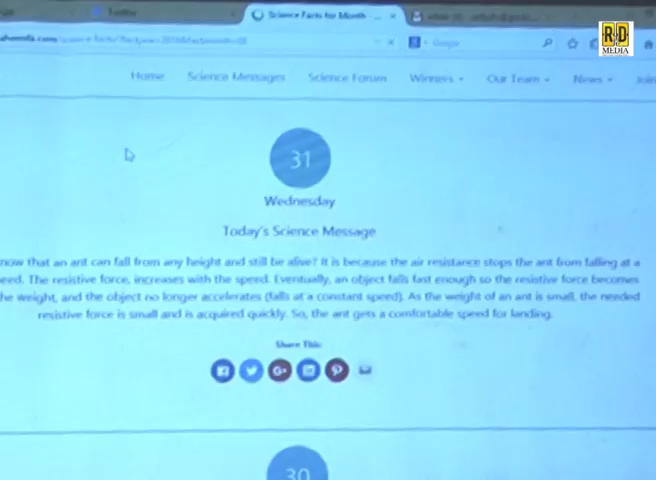 Science Facts for Month - ...
Google
R&D
MEDIA
Home Science Messages Science Forum Winners Our Team News Join
31
Wednesday
Today's Science Message
now that an ant can fall from any height and still be alive? It is because the air resistance stops the ant from falling at a
eed. The resistive force, increases with the speed. Eventually, an object falls fast enough so the resistive force becomes
he weight, and the object no longer accelerates (falls at a constant speed). As the weight of an ant is small, the needed
resistive force is small and is acquired quickly. So, the ant gets a comfortable speed for landing.
Share This:
30